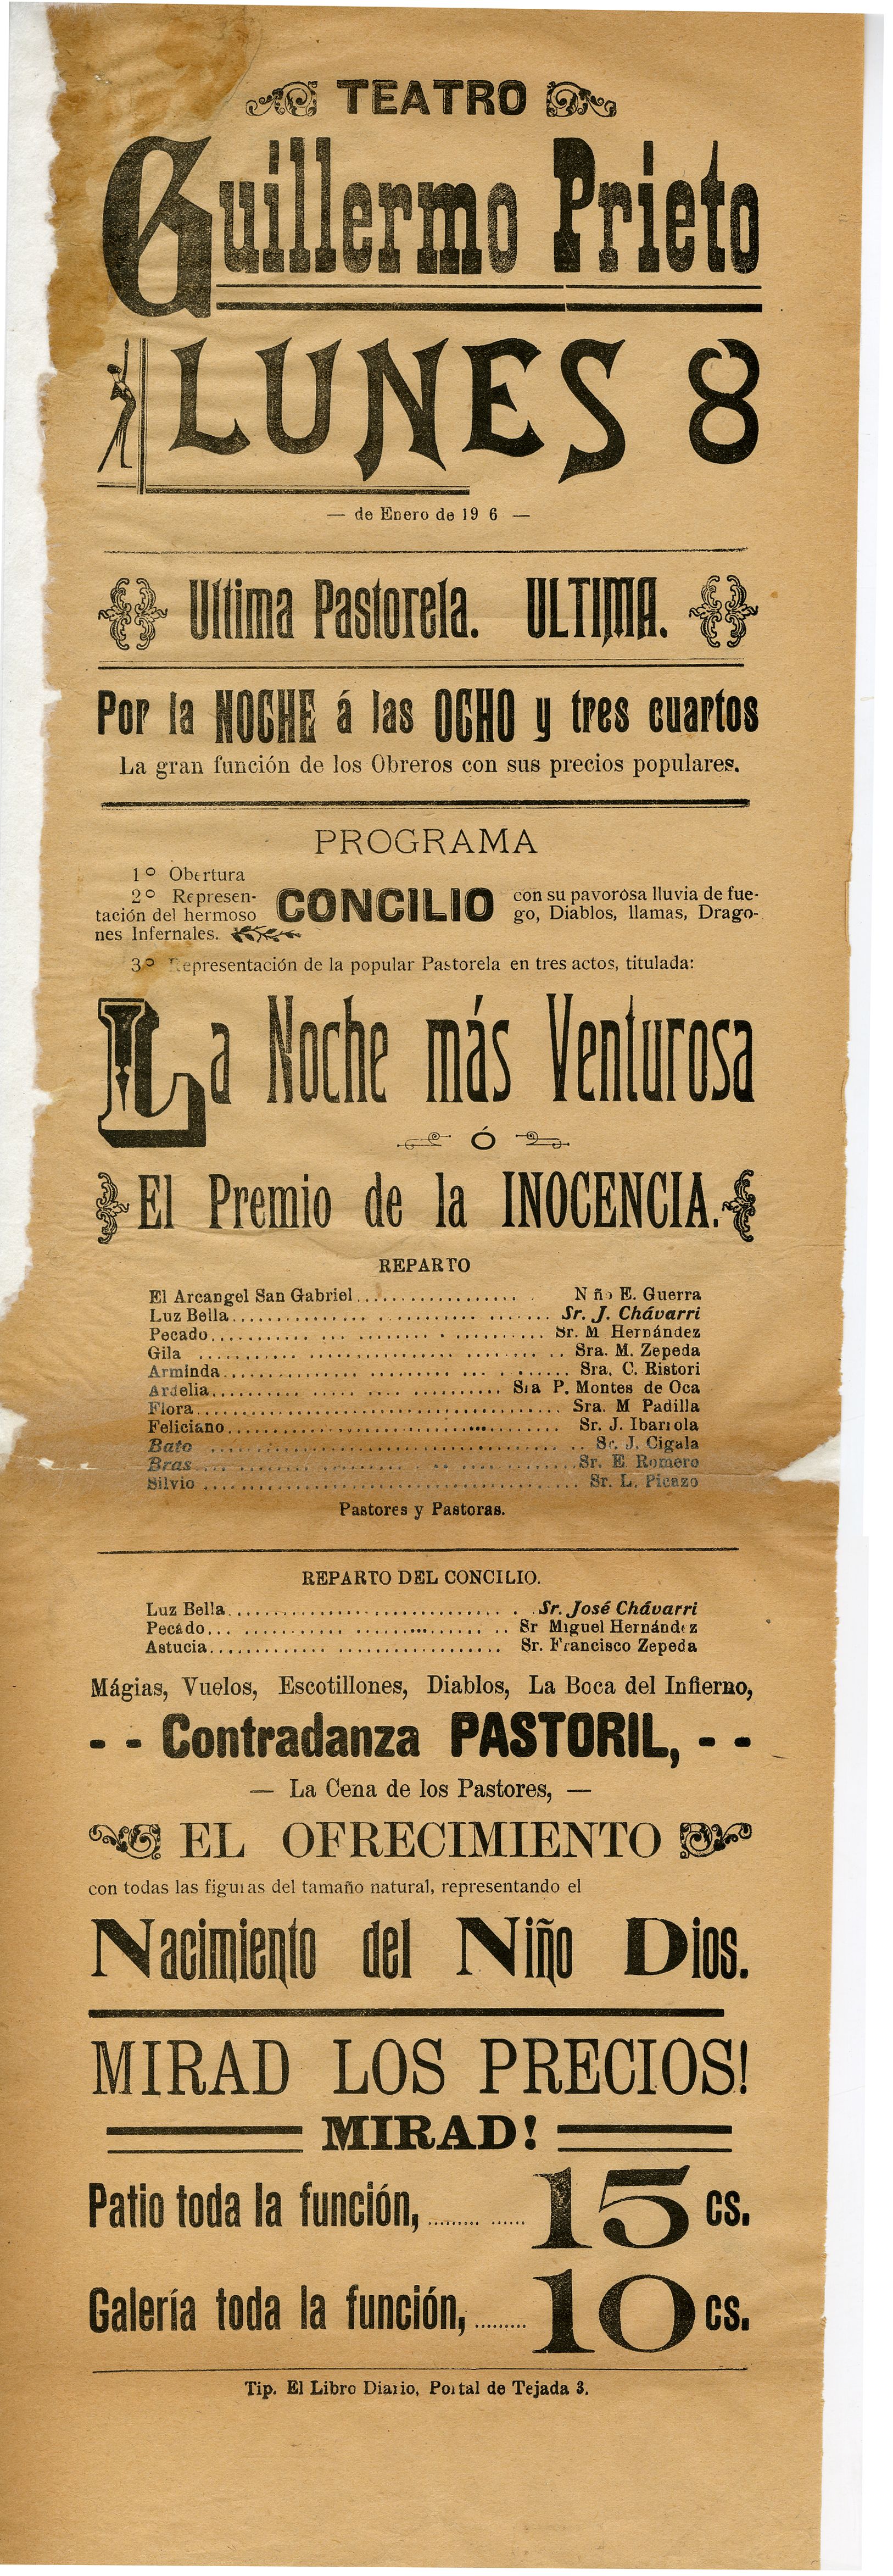 TEATRO
Guillermo Prieto
LUNES 8
— de Enero de 19 6 —
Ultima Pastorela. ULTIMA.
Por la NOCHE á las OCHO y tres cuartos
La gran función de los Obreros con sus precios populares.
PROGRAMA
1º Obertura
2º Represen-
tación del hermoso CONCILIO con su pavorosa lluvia de fue-
go, Diablos, llamas, Drago-
nes Infernales.
3º Representación de la popular Pastorela en tres actos, titulada:
La Noche más Venturosa
Ó
El Premio de la INOCENCIA.
REPARTO
El Arcangel San Gabriel .................. N ño E. Guerra
Luz Bella .................. Sr. J. Chávarri
Pecado .................. Sr. M Hernández
Gila .................. Sra. M. Zepeda
Arminda .................. Sra. C. Ristori
Ardelia .................. Sra P. Montes de Oca
Flora .................. Sra. M Padilla
Feliciano .................. Sr. J. Ibarrola
Bato .................. Sr. J. Cigala
Bras .................. Sr. E. Romero
Silvio .................. Sr. L. Picazo
Pastores y Pastoras.
REPARTO DEL CONCILIO.
Luz Bella .................. Sr. José Chávarri
Pecado .................. Sr Miguel Hernández
Astucia .................. Sr. Francisco Zepeda
Mágias, Vuelos, Escotillones, Diablos, La Boca del Infierno,
- - Contradanza PASTORIL, - -
— La Cena de los Pastores, —
EL OFRECIMIENTO
con todas las figuras del tamaño natural, representando el
Nacimiento del Niño Dios.
MIRAD LOS PRECIOS!
MIRAD!
Patio toda la función, ............... 15 cs.
Galería toda la función, ......... 10 cs.
Tip. El Libro Diario, Portal de Tejada 3.